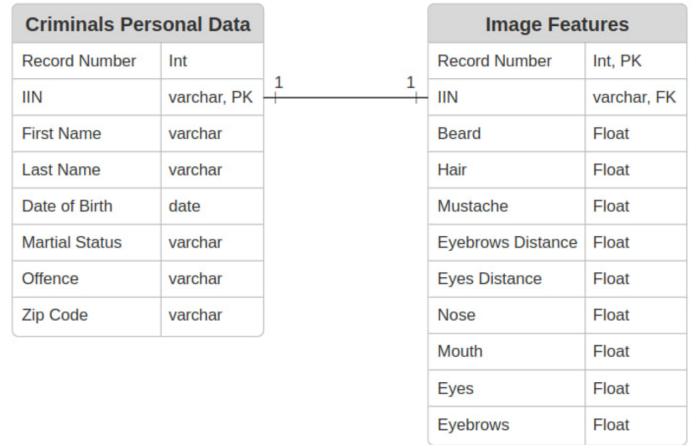 Criminals Personal Data
Record Number Int
IIN varchar, PK
First Name varchar
Last Name varchar
Date of Birth date
Martial Status varchar
Offence varchar
Zip Code varchar
1 1
Image Features
Record Number Int, PK
IIN varchar, FK
Beard Float
Hair Float
Mustache Float
Eyebrows Distance Float
Eyes Distance Float
Nose Float
Mouth Float
Eyes Float
Eyebrows Float